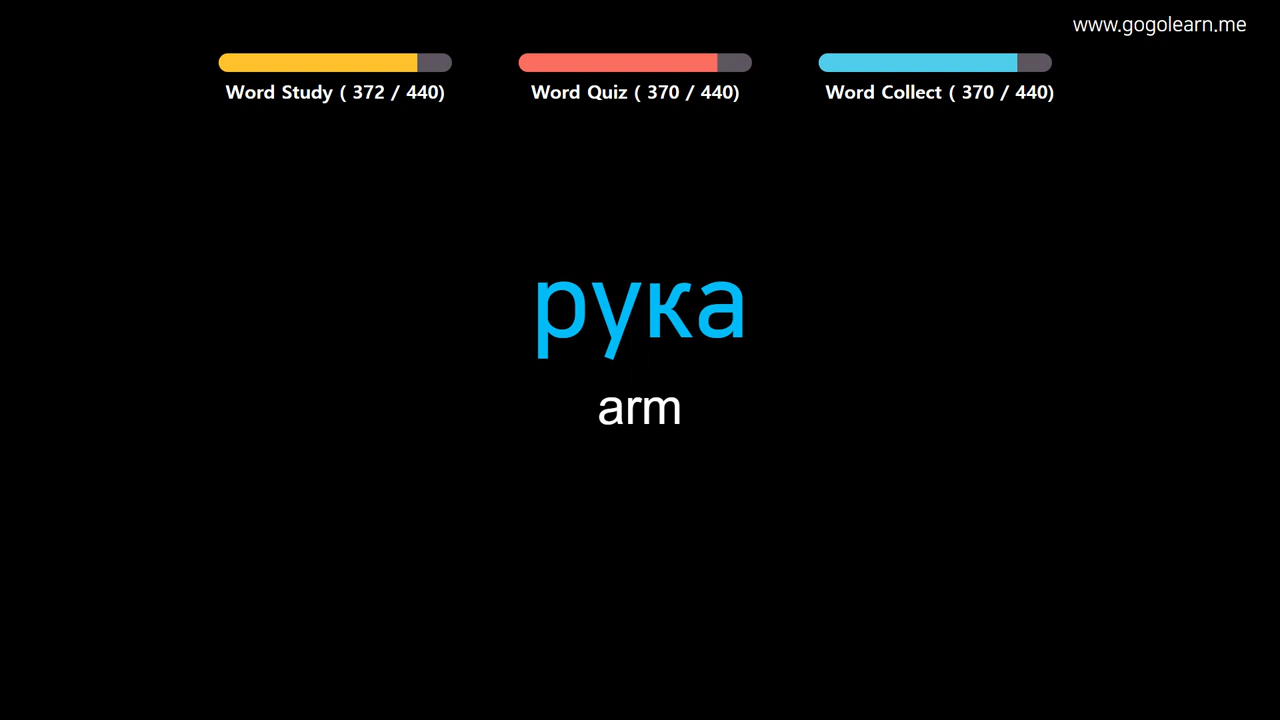 www.gogolearn.me
Word Study ( 372 / 440)
Word Quiz ( 370 / 440)
Word Collect ( 370 / 440)
рука
arm